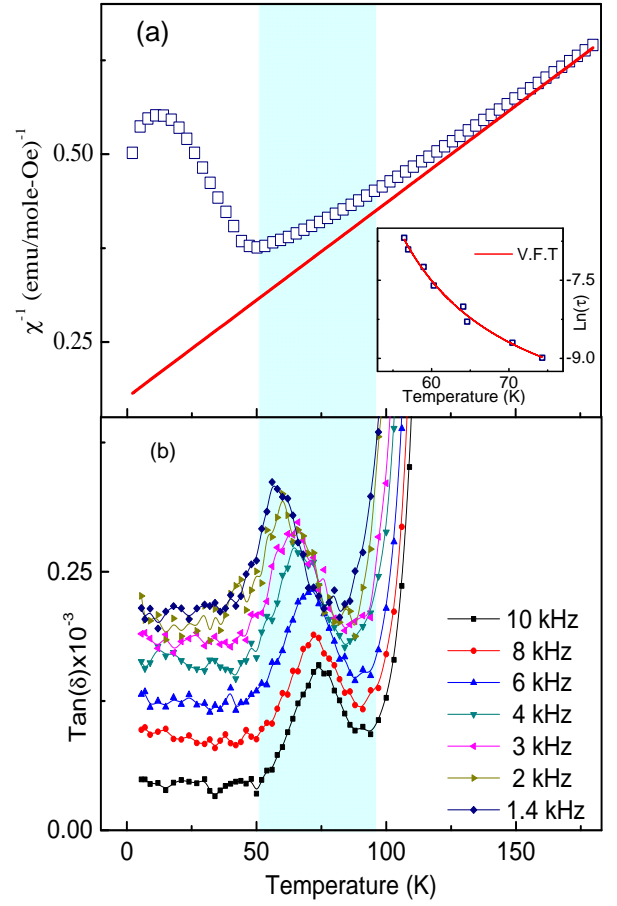 (a)
χ⁻¹ (emu/mole-Oe)⁻¹
0.50
0.25
V.F.T
-7.5
-9.0
Ln(τ)
60 70
Temperature (K)
(b)
Tan(δ)x10⁻³
0.25
0.00
10 kHz
8 kHz
6 kHz
4 kHz
3 kHz
2 kHz
1.4 kHz
0 50 100 150
Temperature (K)